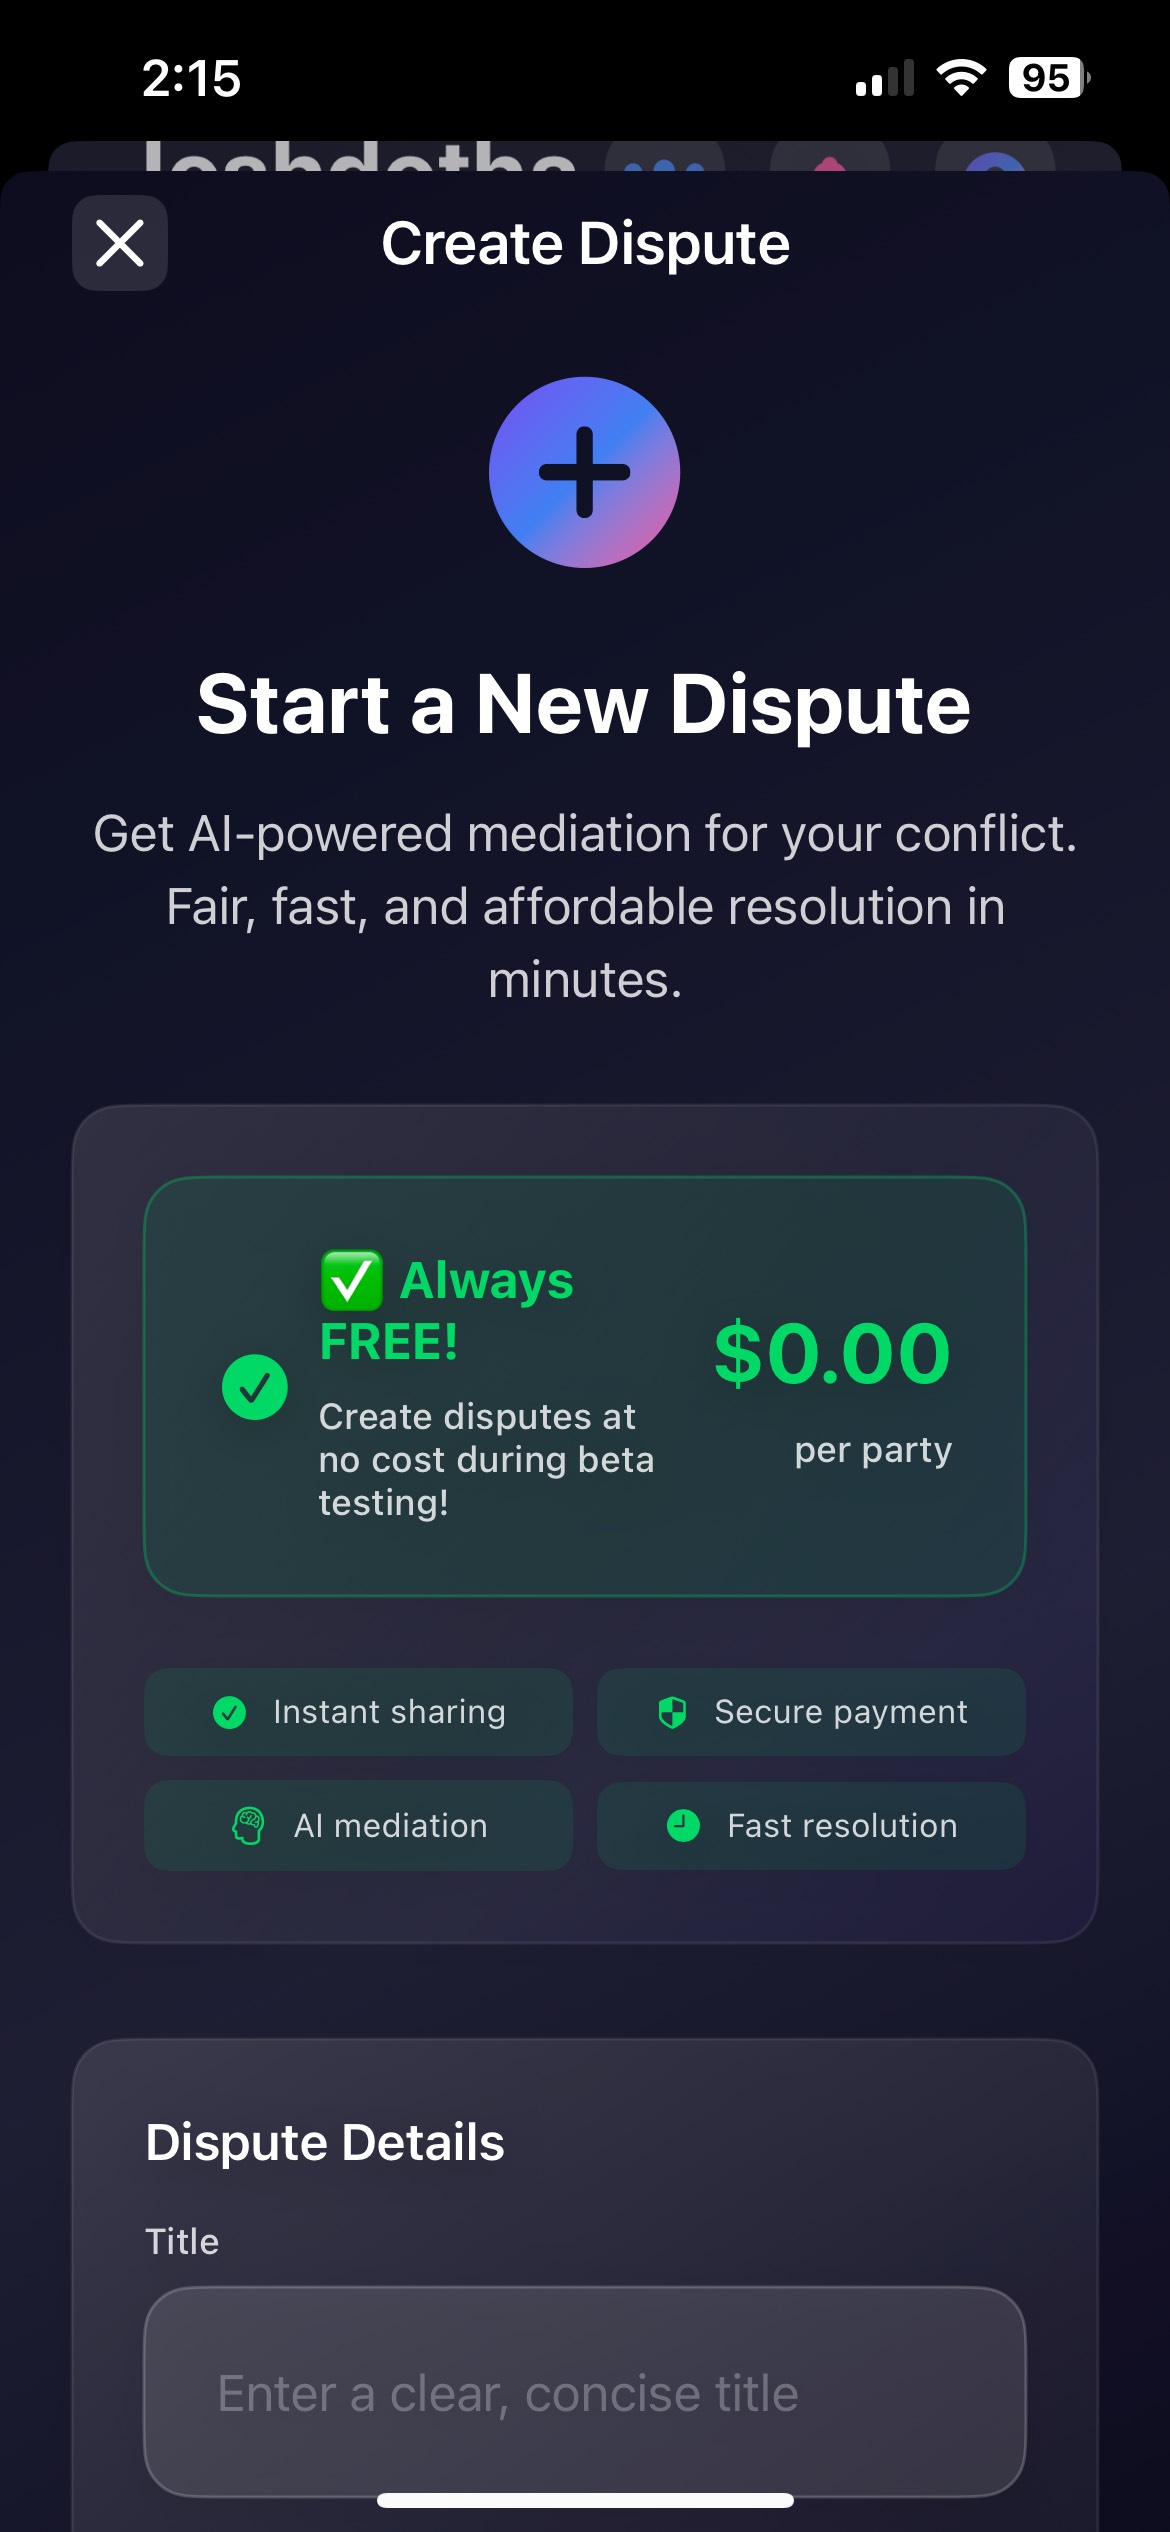 2:15
95
Create Dispute
Start a New Dispute
Get AI-powered mediation for your conflict.
Fair, fast, and affordable resolution in
minutes.
✅ Always
FREE!
Create disputes at
no cost during beta
testing!
$0.00
per party
Instant sharing
Secure payment
AI mediation
Fast resolution
Dispute Details
Title
Enter a clear, concise title